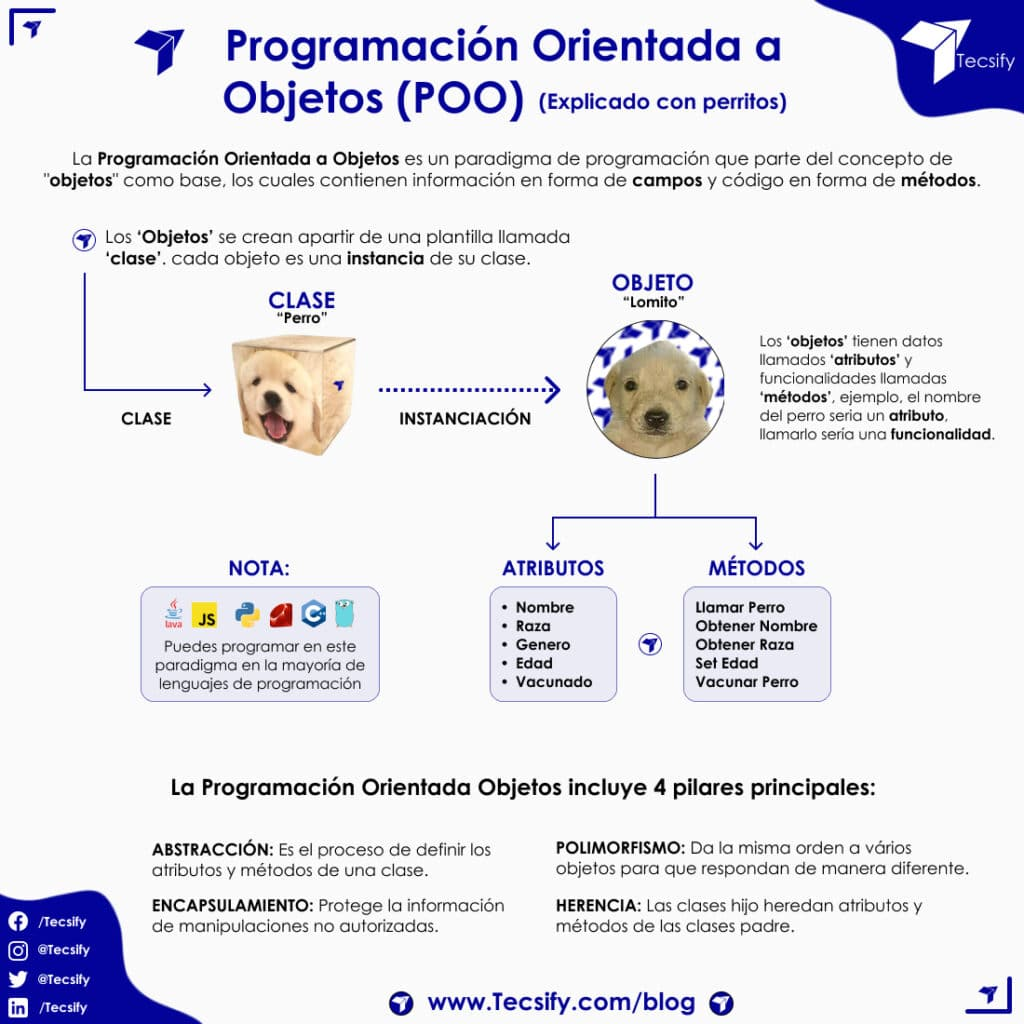 Programación Orientada a
Objetos (POO) (Explicado con perritos)
Tecsify
La Programación Orientada a Objetos es un paradigma de programación que parte del concepto de
"objetos" como base, los cuales contienen información en forma de campos y código en forma de métodos.
Los ‘Objetos’ se crean apartir de una plantilla llamada
‘clase’. cada objeto es una instancia de su clase.
CLASE
“Perro”
OBJETO
“Lomito”
CLASE
INSTANCIACIÓN
Los ‘objetos’ tienen datos
llamados ‘atributos’ y
funcionalidades llamadas
‘métodos’, ejemplo, el nombre
del perro seria un atributo,
llamarlo sería una funcionalidad.
NOTA:
Java
JS
C++
Puedes programar en este
paradigma en la mayoría de
lenguajes de programación
ATRIBUTOS
• Nombre
• Raza
• Genero
• Edad
• Vacunado
MÉTODOS
Llamar Perro
Obtener Nombre
Obtener Raza
Set Edad
Vacunar Perro
La Programación Orientada Objetos incluye 4 pilares principales:
ABSTRACCIÓN: Es el proceso de definir los
atributos y métodos de una clase.
ENCAPSULAMIENTO: Protege la información
de manipulaciones no autorizadas.
POLIMORFISMO: Da la misma orden a vários
objetos para que respondan de manera diferente.
HERENCIA: Las clases hijo heredan atributos y
métodos de las clases padre.
/Tecsify
@Tecsify
@Tecsify
/Tecsify
www.Tecsify.com/blog